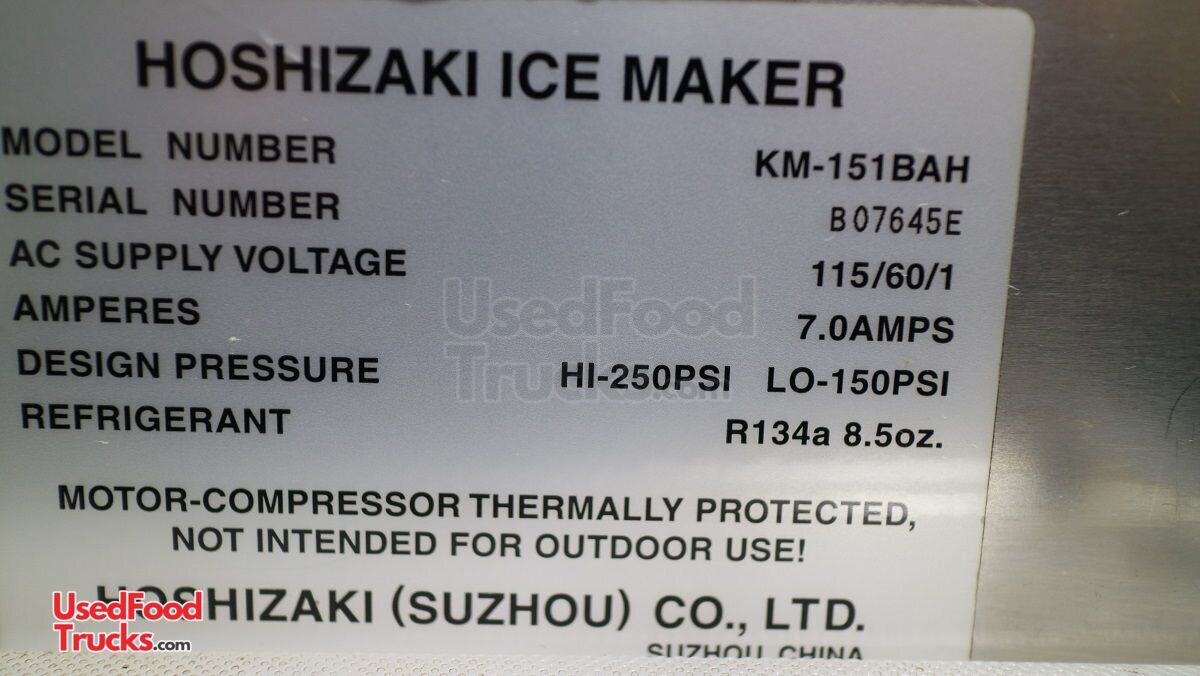 HOSHIZAKI ICE MAKER
MODEL NUMBER KM-151BAH
SERIAL NUMBER B07645E
AC SUPPLY VOLTAGE 115/60/1
AMPERES 7.0AMPS
DESIGN PRESSURE HI-250PSI LO-150PSI
REFRIGERANT R134a 8.5oz.
MOTOR-COMPRESSOR THERMALLY PROTECTED,
NOT INTENDED FOR OUTDOOR USE!
HOSHIZAKI (SUZHOU) CO., LTD.
SUZHOU, CHINA
UsedFood
Trucks.com
UsedFood
Trucks.com